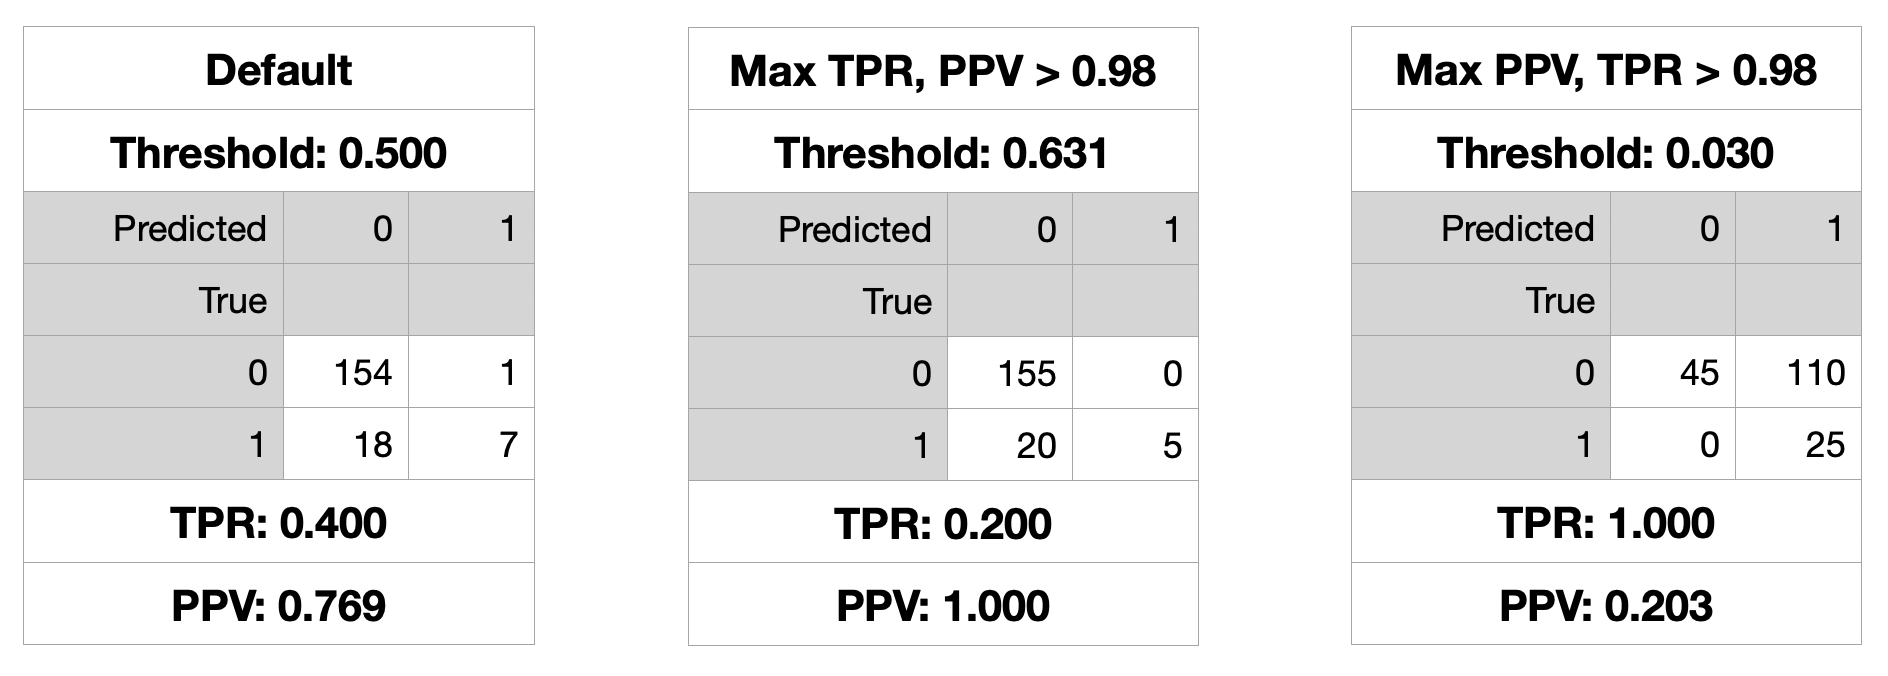 Default
Threshold: 0.500
Predicted 0 1
True
0 154 1
1 18 7
TPR: 0.400
PPV: 0.769
Max TPR, PPV > 0.98
Threshold: 0.631
Predicted 0 1
True
0 155 0
1 20 5
TPR: 0.200
PPV: 1.000
Max PPV, TPR > 0.98
Threshold: 0.030
Predicted 0 1
True
0 45 110
1 0 25
TPR: 1.000
PPV: 0.203